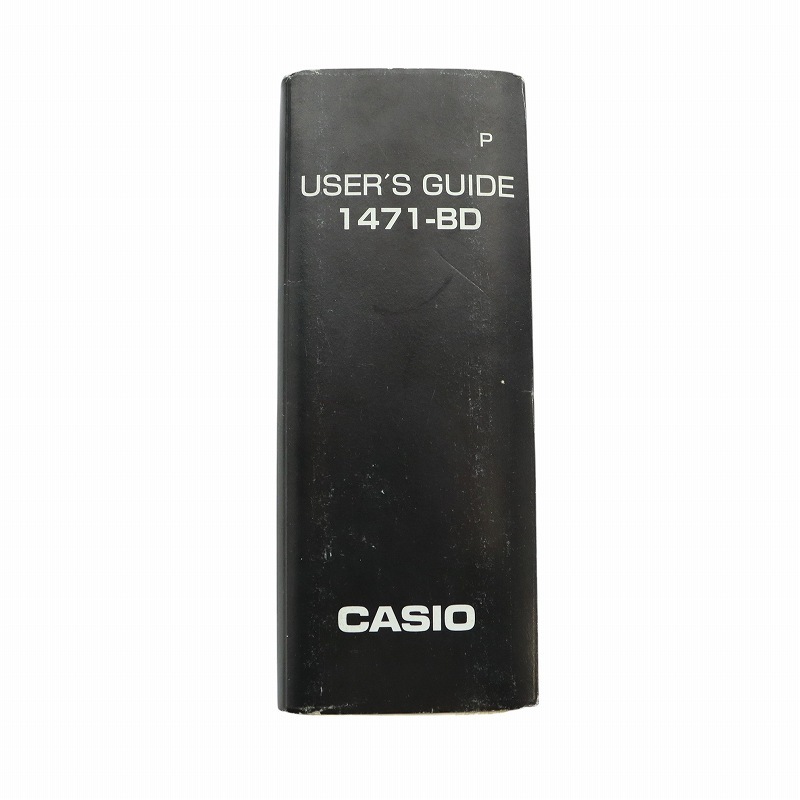 P
USER'S GUIDE
1471-BD
CASIO